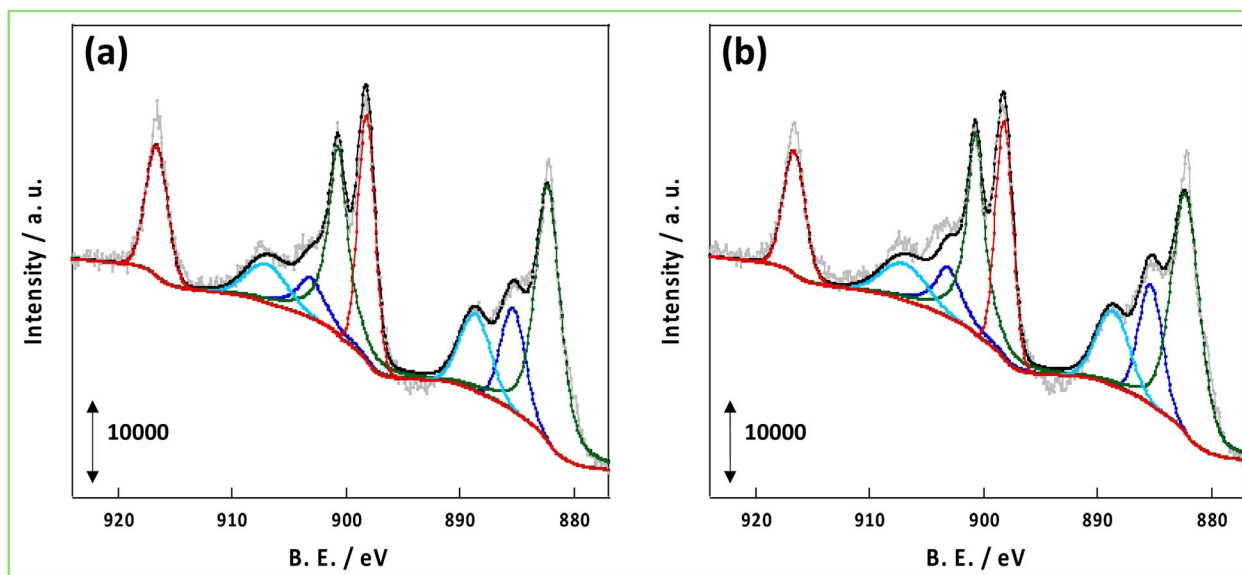 (a)
Intensity / a. u.
10000
920 910 900 890 880
B. E. / eV
(b)
Intensity / a. u.
10000
920 910 900 890 880
B. E. / eV